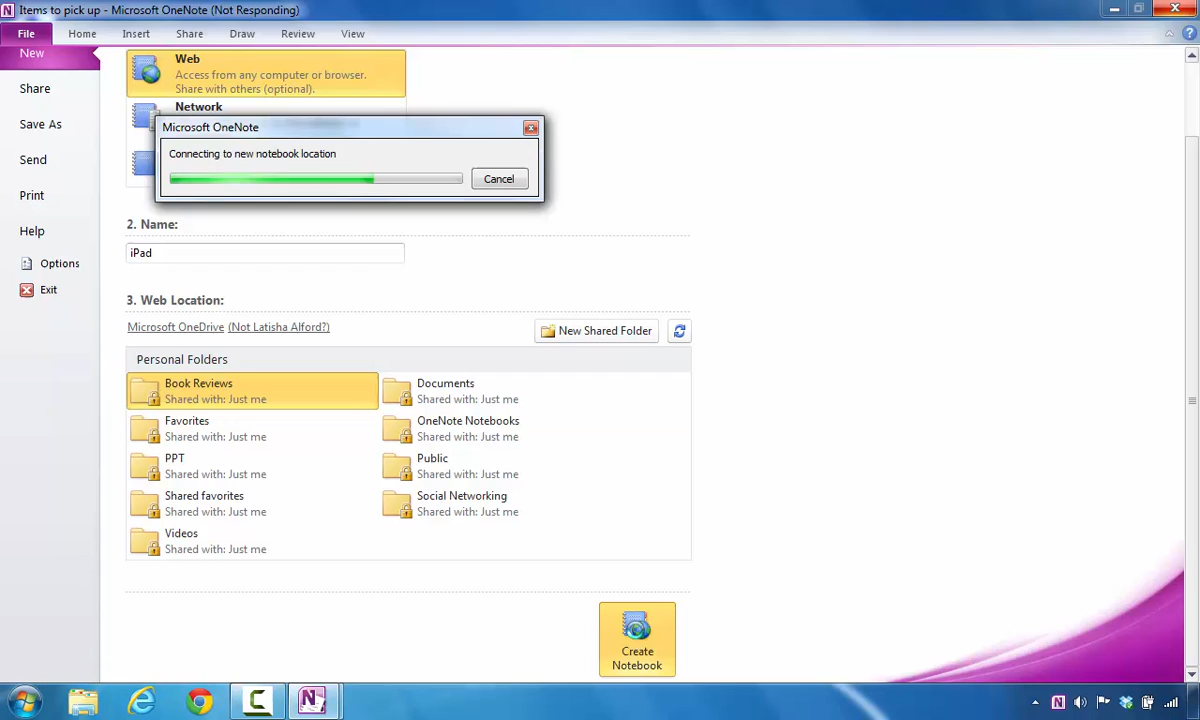 Items to pick up - Microsoft OneNote (Not Responding)
File Home Insert Share Draw Review View
New
Share
Save As
Send
Print
Help
Options
Exit
Web
Access from any computer or browser.
Share with others (optional).
Network
Microsoft OneNote
Connecting to new notebook location
Cancel
2. Name:
iPad
3. Web Location:
Microsoft OneDrive (Not Latisha Alford?)
New Shared Folder
Personal Folders
Book Reviews
Shared with: Just me
Documents
Shared with: Just me
Favorites
Shared with: Just me
OneNote Notebooks
Shared with: Just me
PPT
Shared with: Just me
Public
Shared with: Just me
Shared favorites
Shared with: Just me
Social Networking
Shared with: Just me
Videos
Shared with: Just me
Create
Notebook